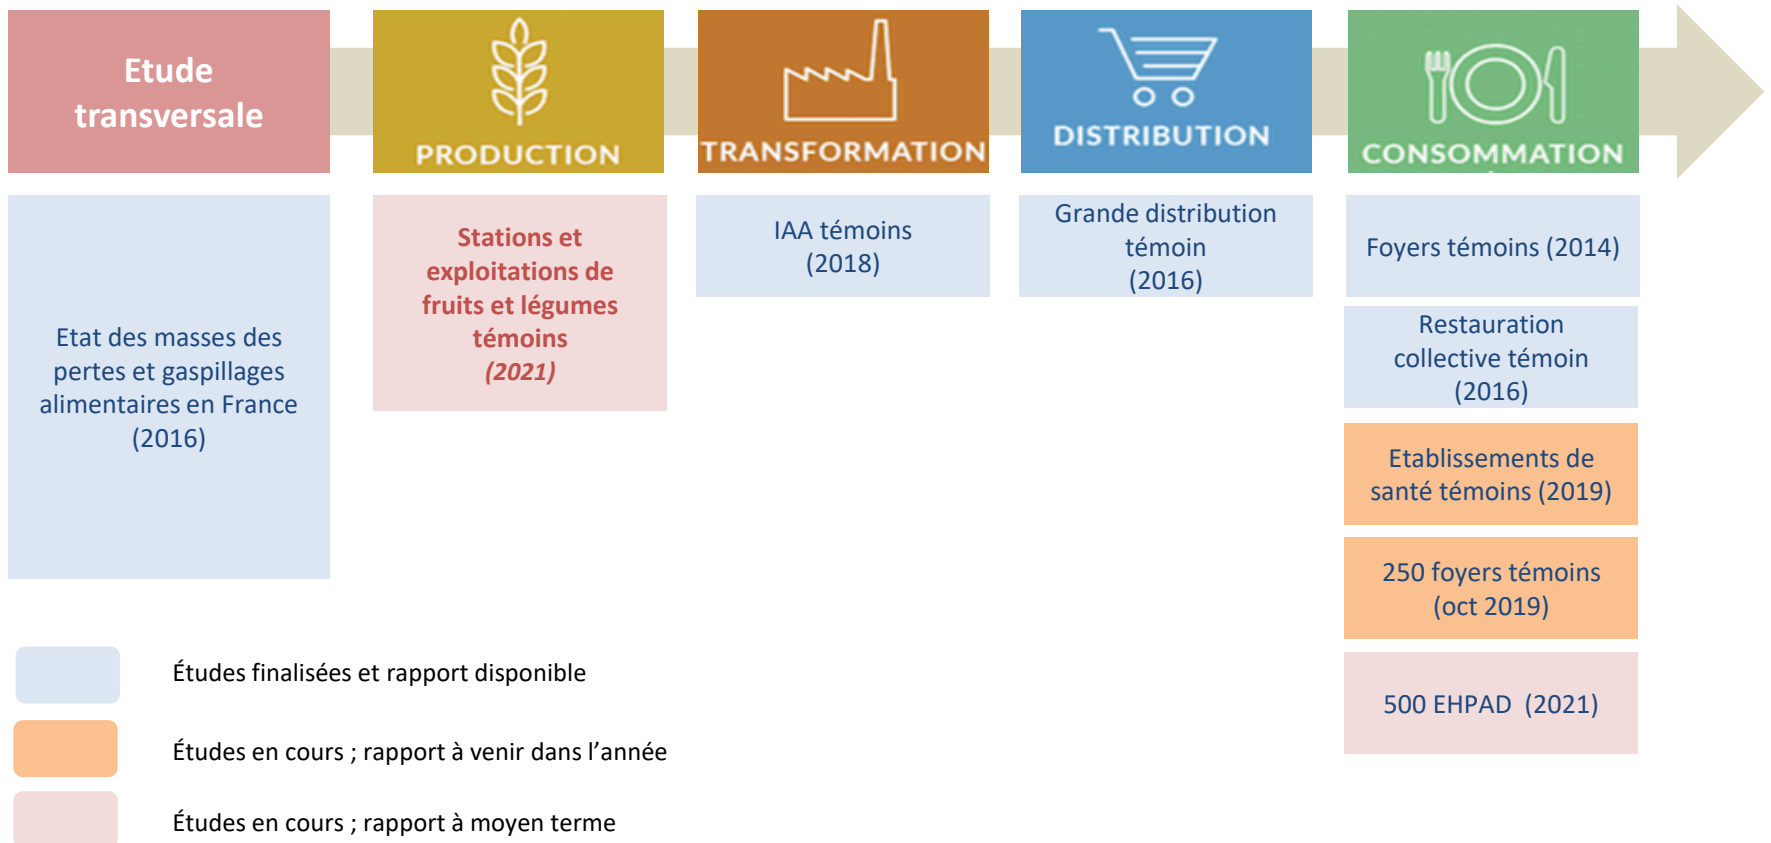 Etude
transversale
PRODUCTION
TRANSFORMATION
DISTRIBUTION
CONSOMMATION
Etat des masses des
pertes et gaspillages
alimentaires en France
(2016)
Stations et
exploitations de
fruits et légumes
témoins
(2021)
IAA témoins
(2018)
Grande distribution
témoin
(2016)
Foyers témoins (2014)
Restauration
collective témoin
(2016)
Etablissements de
santé témoins (2019)
250 foyers témoins
(oct 2019)
500 EHPAD (2021)
Études finalisées et rapport disponible
Études en cours ; rapport à venir dans l’année
Études en cours ; rapport à moyen terme